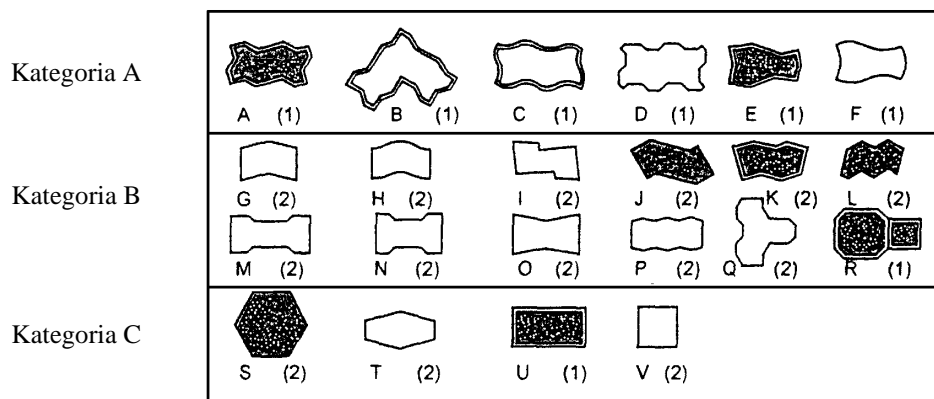 Kategoria A
A (1) B (1) C (1) D (1) E (1) F (1)
Kategoria B
G (2) H (2) I (2) J (2) K (2) L (2)
M (2) N (2) O (2) P (2) Q (2) R (1)
Kategoria C
S (2) T (2) U (1) V (2)